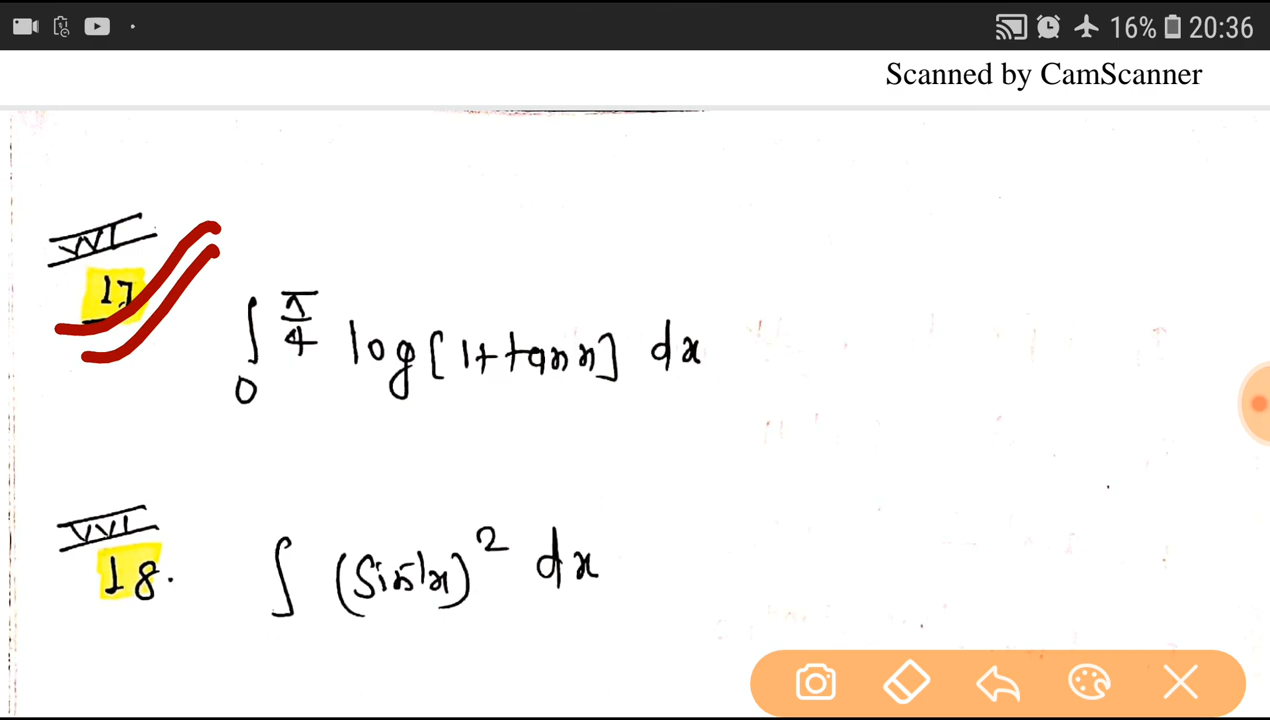 16% 20:36
Scanned by CamScanner
VVI
17
∫₀^(π/4) log[1+tanx] dx
VVI
18. ∫ (sin⁻¹x)² dx